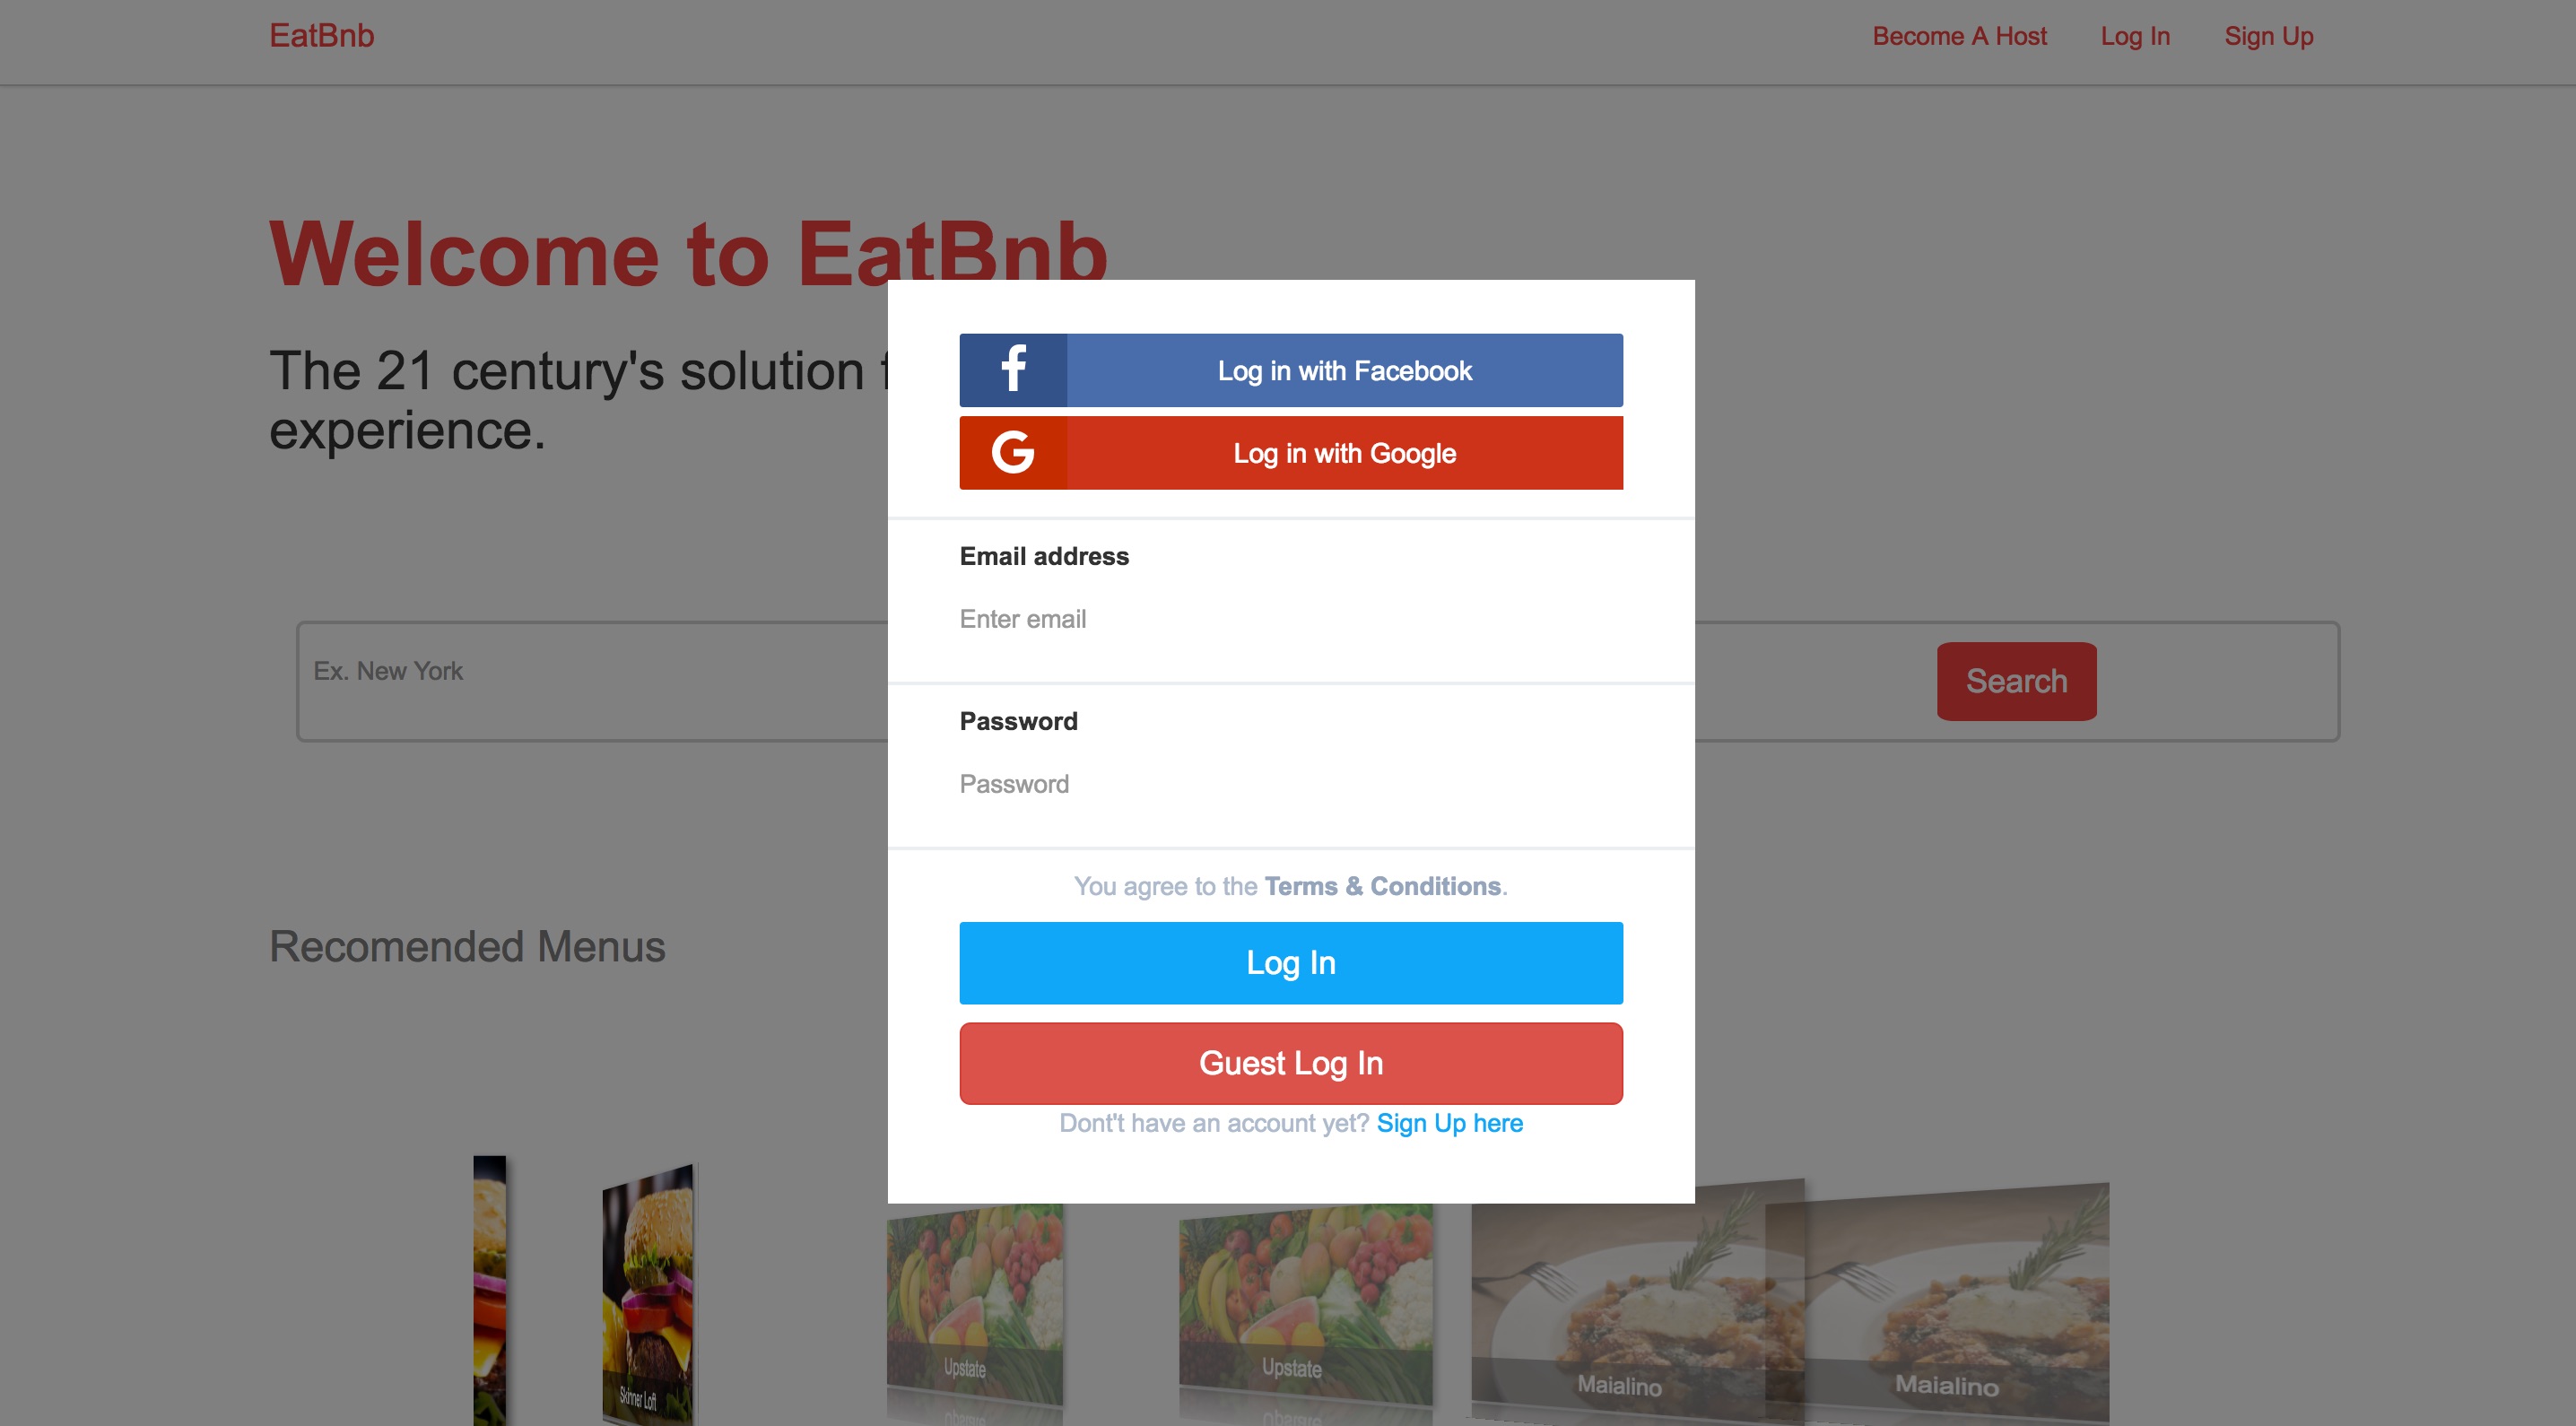 EatBnb
Become A Host
Log In
Sign Up
Welcome to EatBnb
The 21 century's solution
experience.
Log in with Facebook
Log in with Google
Email address
Enter email
Ex. New York
Search
Password
Password
You agree to the Terms & Conditions.
Log In
Recomended Menus
Guest Log In
Dont't have an account yet? Sign Up here
Skinner Loft
Upstate
Upstate
Maialino
Maialino